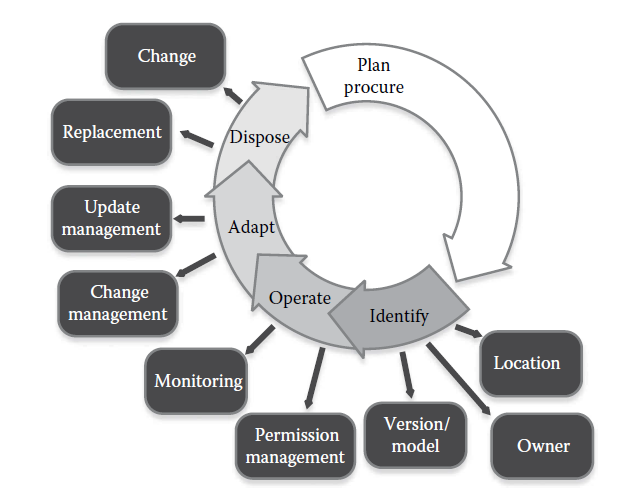 Change
Plan
procure
Replacement
Dispose
Update
management
Adapt
Change
management
Operate
Identify
Location
Monitoring
Version/
model
Permission
management
Owner